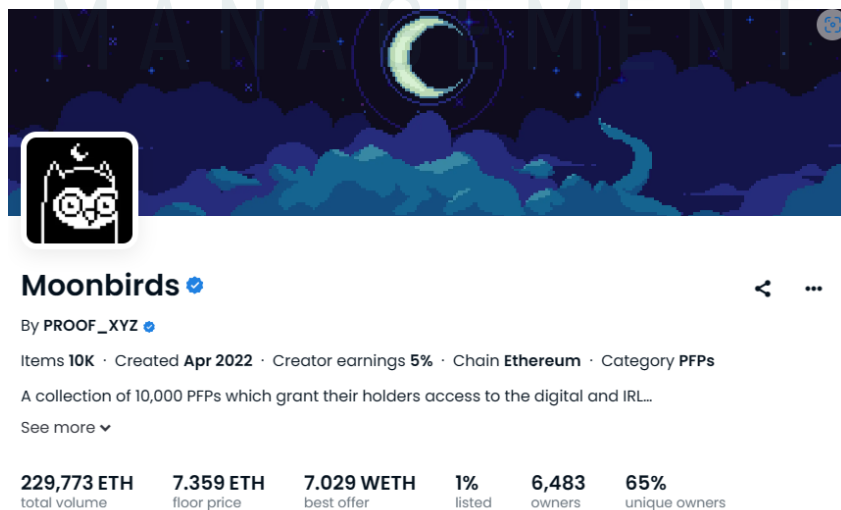 MANAGEMENT
Moonbirds
By PROOF_XYZ
Items 10K · Created Apr 2022 · Creator earnings 5% · Chain Ethereum · Category PFPs
A collection of 10,000 PFPs which grant their holders access to the digital and IRL...
See more
229,773 ETH 7.359 ETH 7.029 WETH 1% 6,483 65%
total volume floor price best offer listed owners unique owners